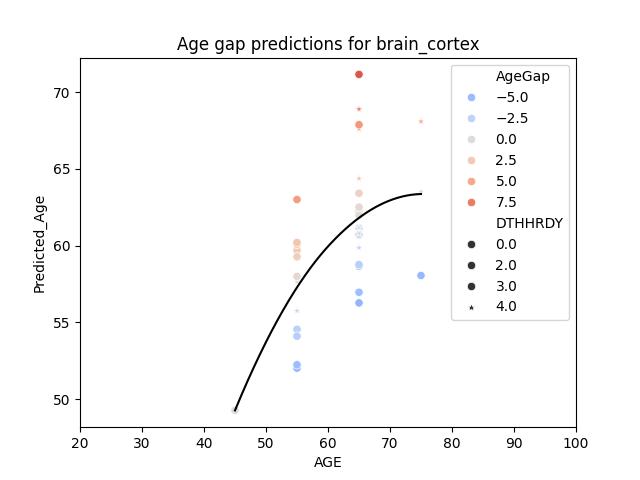 Age gap predictions for brain_cortex
Predicted_Age
70
65
60
55
50
20 30 40 50 60 70 80 90 100
AGE
AgeGap
−5.0
−2.5
0.0
2.5
5.0
7.5
DTHHRDY
0.0
2.0
3.0
4.0